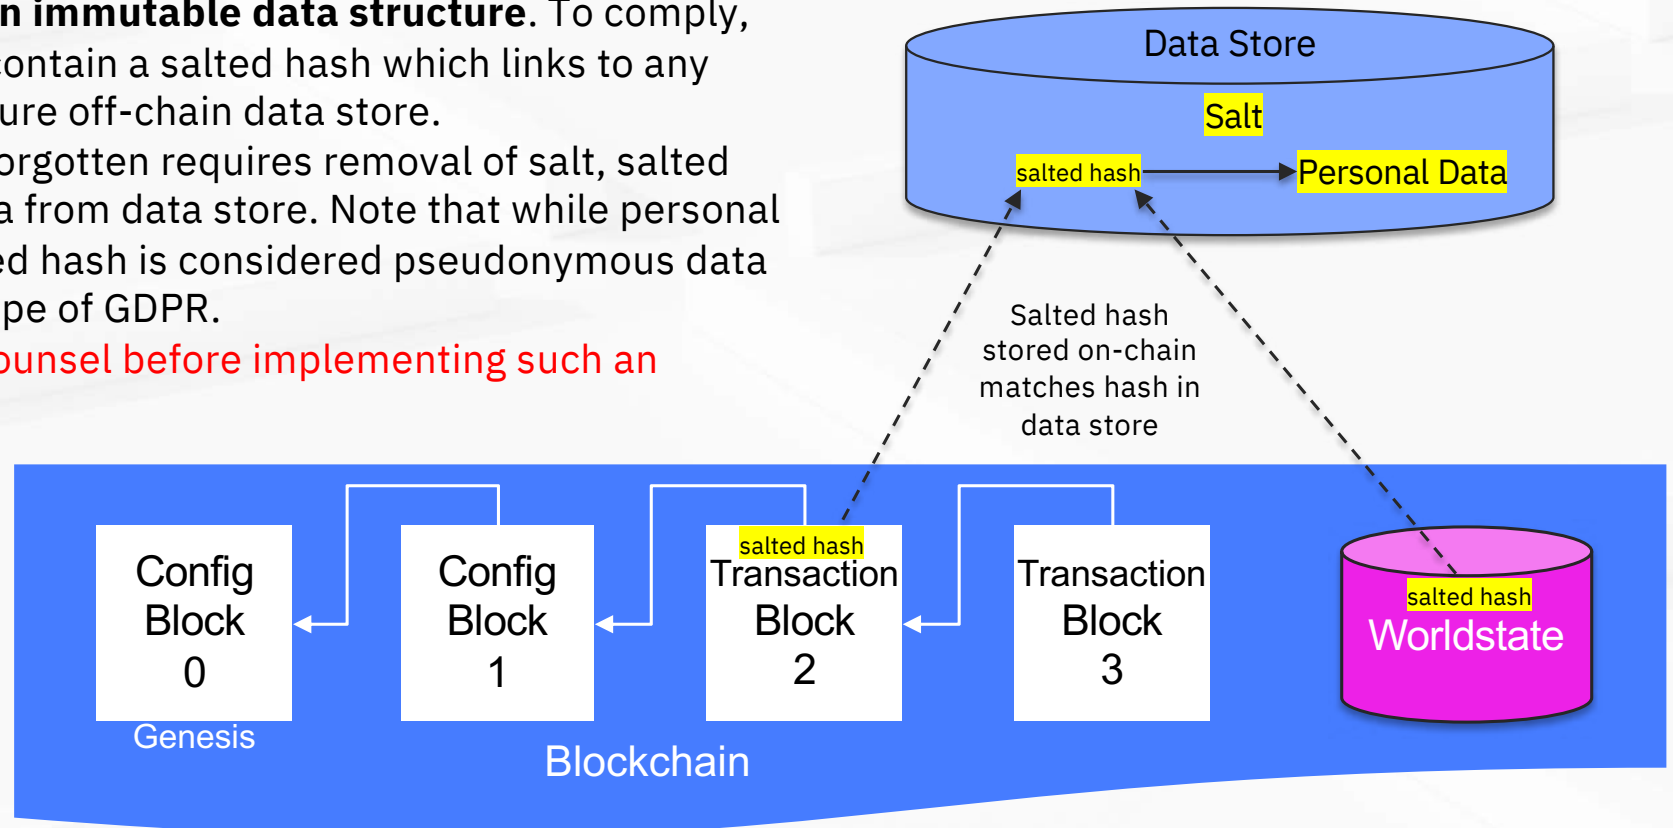 n immutable data structure. To comply,
contain a salted hash which links to any
ure off-chain data store.
orgotten requires removal of salt, salted
a from data store. Note that while personal
ed hash is considered pseudonymous data
pe of GDPR.
ounsel before implementing such an
Data Store
Salt
salted hash
Personal Data
Salted hash
stored on-chain
matches hash in
data store
Config
Block
0
Genesis
Config
Block
1
salted hash
Transaction
Block
2
Transaction
Block
3
salted hash
Worldstate
Blockchain